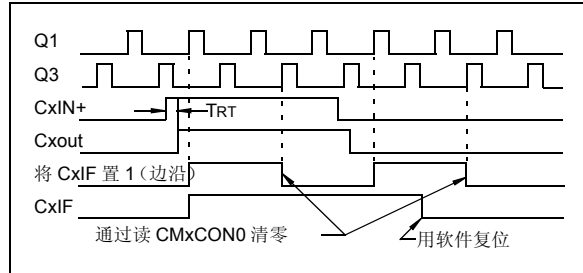 Q1
Q3
CxIN+
TRT
Cxout
将 CxIF 置 1（边沿）
CxIF
通过读 CMxCON0 清零
用软件复位